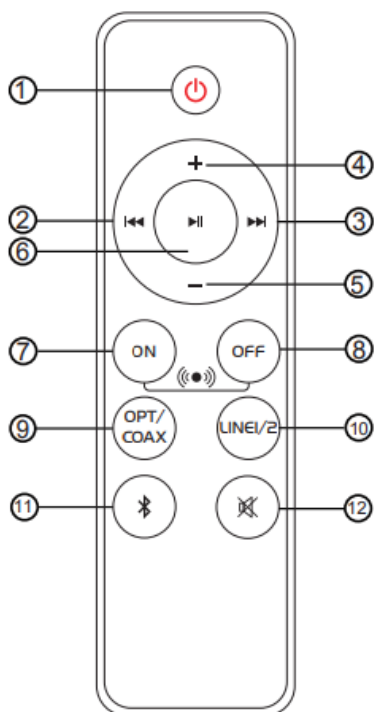 ①
④
+
② ③
⑥
⑤
−
⑦ ON OFF ⑧
⑨ OPT/
COAX
LINE1/2 ⑩
⑪ ⑫